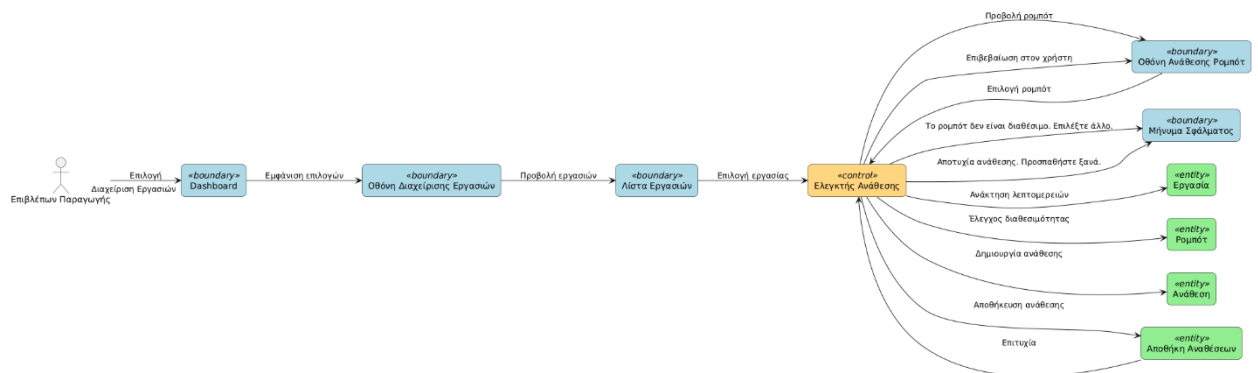 Προβολή ρομπότ
«boundary»
Οθόνη Ανάθεσης Ρομπότ
Επιβεβαίωση στον χρήστη
Επιλογή ρομπότ
Το ρομπότ δεν είναι διαθέσιμο. Επιλέξτε άλλο.
«boundary»
Μήνυμα Σφάλματος
Αποτυχία ανάθεσης. Προσπαθήστε ξανά.
Επιβλέπων Παραγωγής
Επιλογή
Διαχείριση Εργασιών
«boundary»
Dashboard
Εμφάνιση επιλογών
«boundary»
Οθόνη Διαχείρισης Εργασιών
Προβολή εργασιών
«boundary»
Λίστα Εργασιών
Επιλογή εργασίας
«control»
Ελεγκτής Ανάθεσης
Ανάκτηση λεπτομερειών
«entity»
Εργασία
Έλεγχος διαθεσιμότητας
«entity»
Ρομπότ
Δημιουργία ανάθεσης
«entity»
Ανάθεση
Αποθήκευση ανάθεσης
Επιτυχία
«entity»
Αποθήκη Αναθέσεων